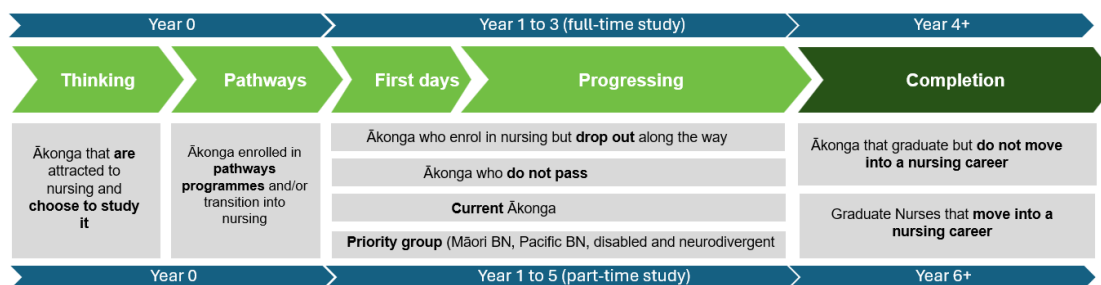 Year 0
Year 1 to 3 (full-time study)
Year 4+
Thinking
Pathways
First days
Progressing
Completion
Ākonga that are
attracted to
nursing and
choose to study
it
Ākonga enrolled in
pathways
programmes and/or
transition into
nursing
Ākonga who enrol in nursing but drop out along the way
Ākonga who do not pass
Current Ākonga
Priority group (Māori BN, Pacific BN, disabled and neurodivergent
Ākonga that graduate but do not move
into a nursing career
Graduate Nurses that move into a
nursing career
Year 0
Year 1 to 5 (part-time study)
Year 6+